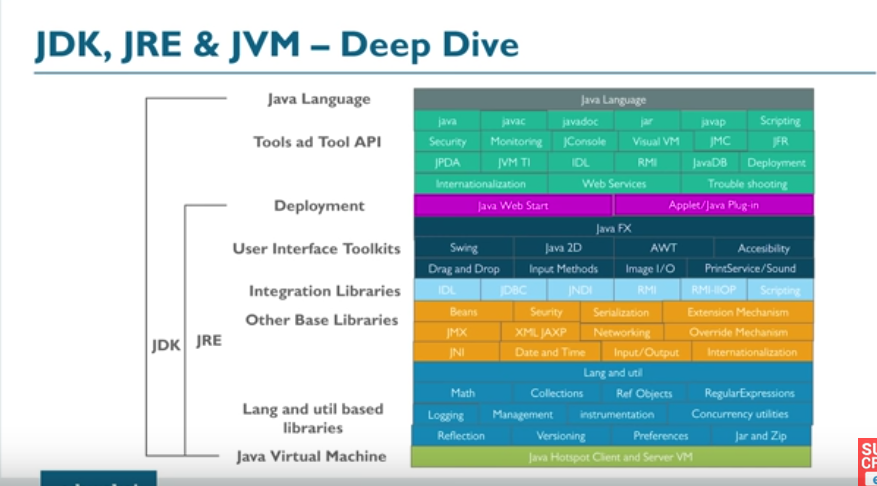 JDK, JRE & JVM – Deep Dive
Java Language
Java Language
java javac javadoc jar javap Scripting
Tools ad Tool API
Security Monitoring JConsole Visual VM JMC JFR
JPDA JVM TI IDL RMI JavaDB Deployment
Internationalization Web Services Trouble shooting
Deployment
Java Web Start Applet/Java Plug-in
Java FX
User Interface Toolkits
Swing Java 2D AWT Accesibility
Drag and Drop Input Methods Image I/O PrintService/Sound
Integration Libraries
IDL JDBC JNDI RMI RMI-IIOP Scripting
Other Base Libraries
Beans Seurity Serialization Extension Mechanism
JMX XML JAXP Networking Override Mechanism
JNI Date and Time Input/Output Internationalization
JDK
JRE
Lang and util
Math Collections Ref Objects RegularExpressions
Lang and util based
libraries
Logging Management instrumentation Concurrency utilities
Reflection Versioning Preferences Jar and Zip
Java Virtual Machine
Java Hotspot Client and Server VM